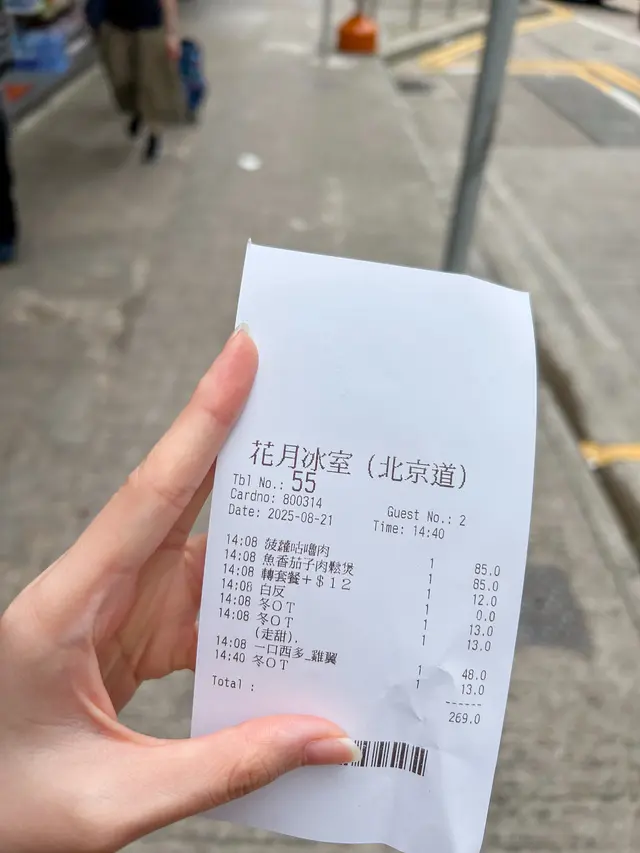 花月冰室（北京道）
Tbl No.: 55
Cardno: 800314 Guest No.: 2
Date: 2025-08-21 Time: 14:40
14:08 菠蘿咕嚕肉 1 85.0
14:08 魚香茄子肉鬆煲 1 85.0
14:08 轉套餐＋＄１２ 1 12.0
14:08 白反 1 0.0
14:08 冬ＯＴ 1 13.0
14:08 冬ＯＴ 1 13.0
(走甜).
14:08 一口西多_雞翼 1 48.0
14:40 冬ＯＴ 1 13.0
------
Total : 269.0